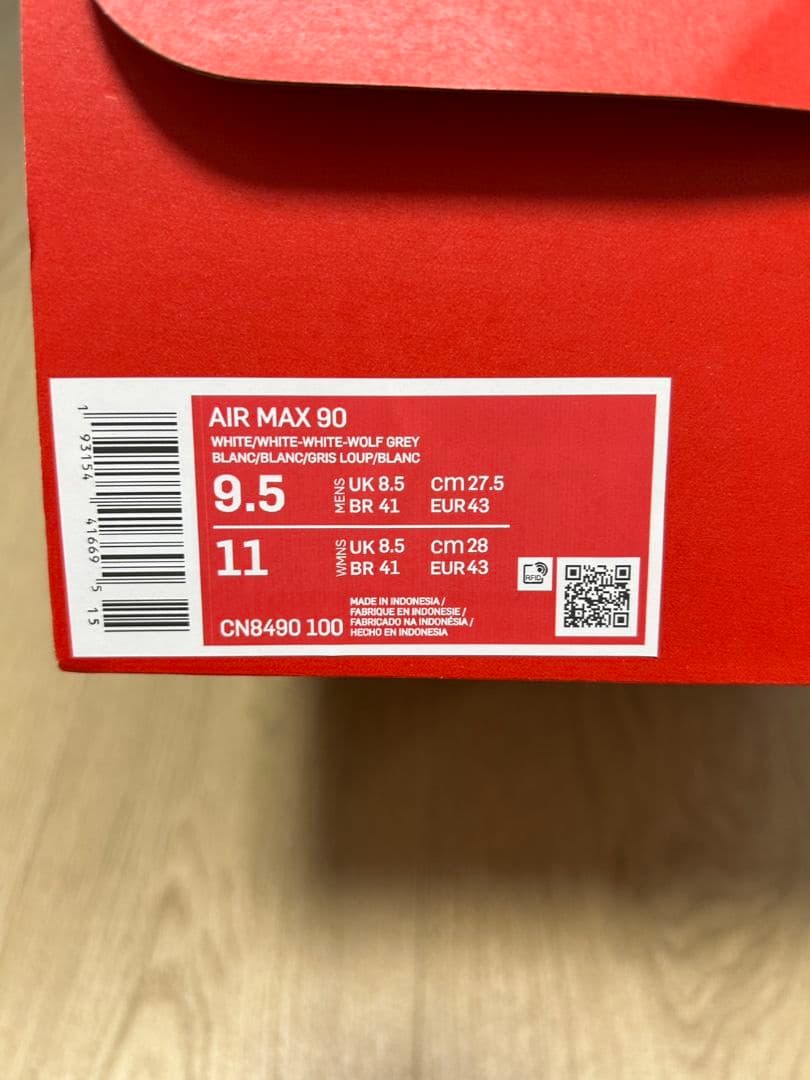 1 93154 41669 5 15
AIR MAX 90
WHITE/WHITE-WHITE-WOLF GREY
BLANC/BLANC/GRIS LOUP/BLANC
9.5 MENS UK 8.5 cm 27.5
BR 41 EUR 43
11 WMNS UK 8.5 cm 28
BR 41 EUR 43
RFID
CN8490 100
MADE IN INDONESIA /
FABRIQUE EN INDONESIE /
FABRICADO NA INDONÉSIA /
HECHO EN INDONESIA